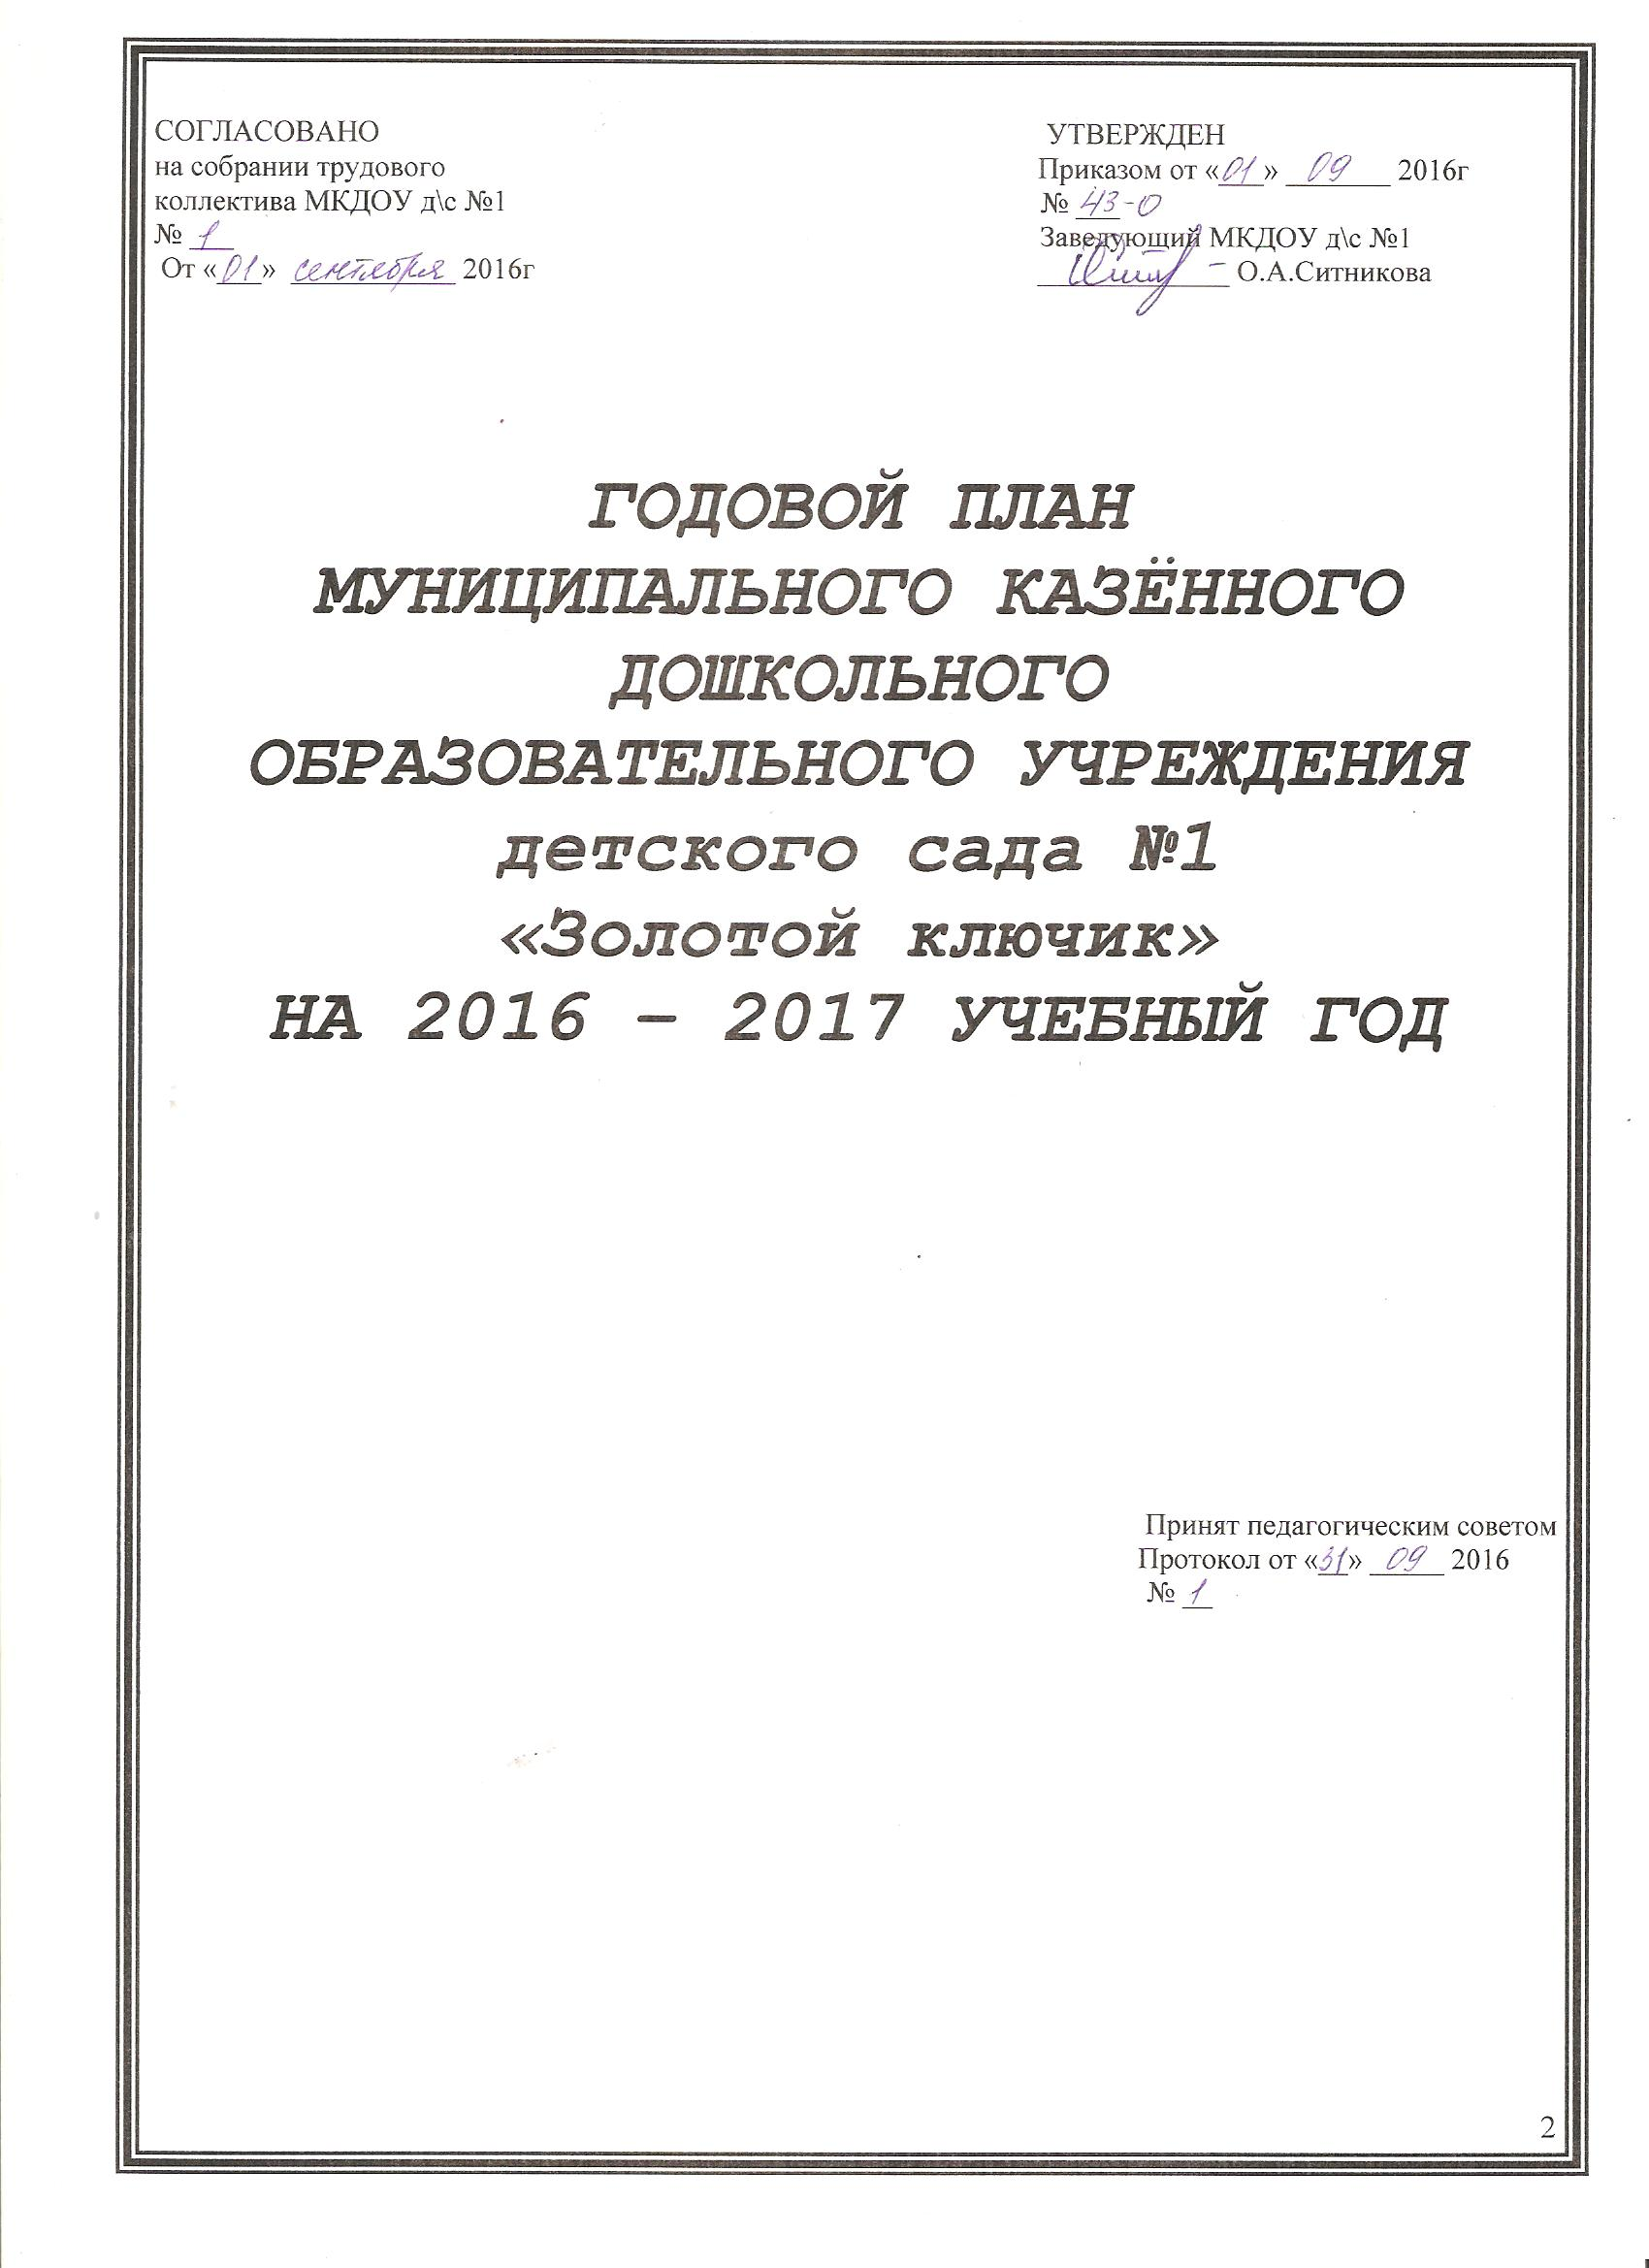 СОГЛАСОВАНО
на собрании трудового
коллектива МКДОУ д\с №1
№ 1
От «01» сентября 2016г
УТВЕРЖДЕН
Приказом от «01» 09 2016г
№ 43-О
Заведующий МКДОУ д\с №1
О.А.Ситникова
ГОДОВОЙ ПЛАН
МУНИЦИПАЛЬНОГО КАЗЁННОГО
ДОШКОЛЬНОГО
ОБРАЗОВАТЕЛЬНОГО УЧРЕЖДЕНИЯ
детского сада №1
«Золотой ключик»
НА 2016 – 2017 УЧЕБНЫЙ ГОД
Принят педагогическим советом
Протокол от «31» 09 2016
№ 1
2